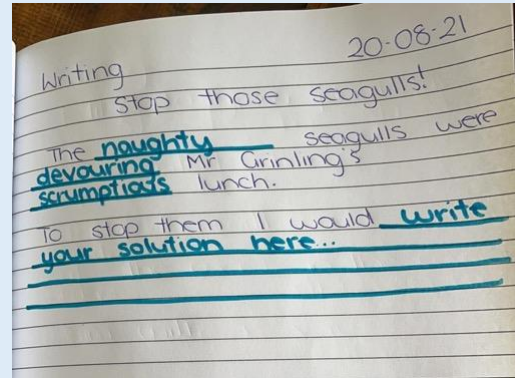 20-08-21
Writing
Stop those seagulls!
The naughty seagulls were
devouring Mr Grinling's
scrumptious lunch.
To stop them I would write
your solution here...